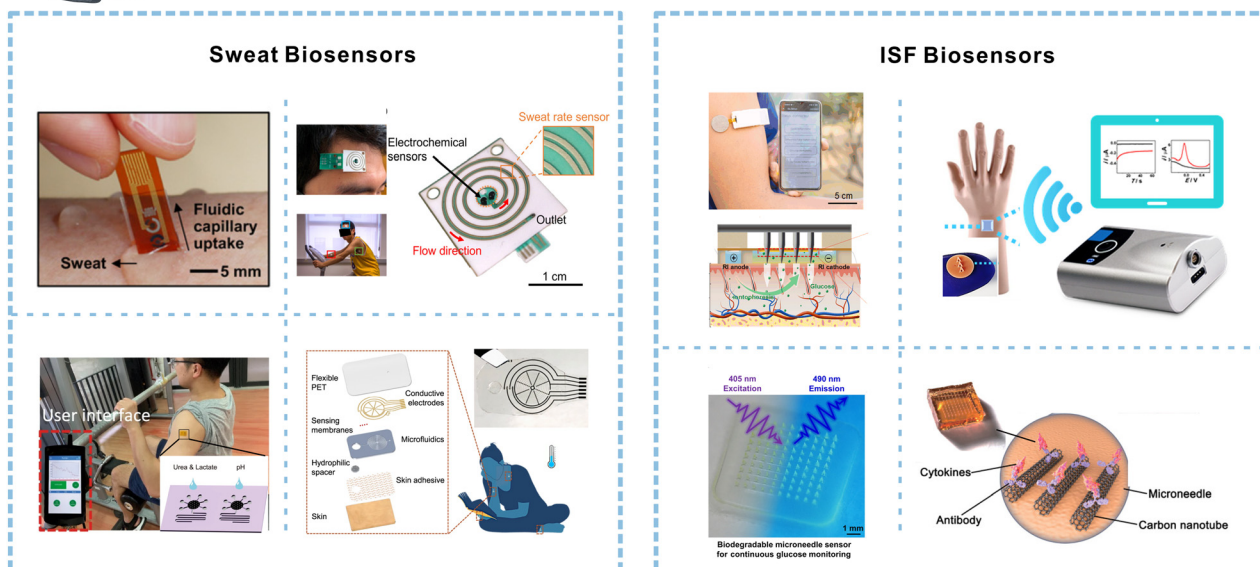 Sweat Biosensors
Fluidic
capillary
uptake
Sweat
5 mm
Electrochemical
sensors
Sweat rate sensor
Outlet
Flow direction
1 cm
User interface
Urea & Lactate
pH
Flexible
PET
Conductive
electrodes
Sensing
membranes
Microfluidics
Hydrophilic
spacer
Skin adhesive
Skin
ISF Biosensors
5 cm
RI anode
RI cathode
Glucose
I / µA
T / s
E / V
405 nm
Excitation
490 nm
Emission
1 mm
Biodegradable microneedle sensor
for continuous glucose monitoring
Cytokines
Antibody
Microneedle
Carbon nanotube